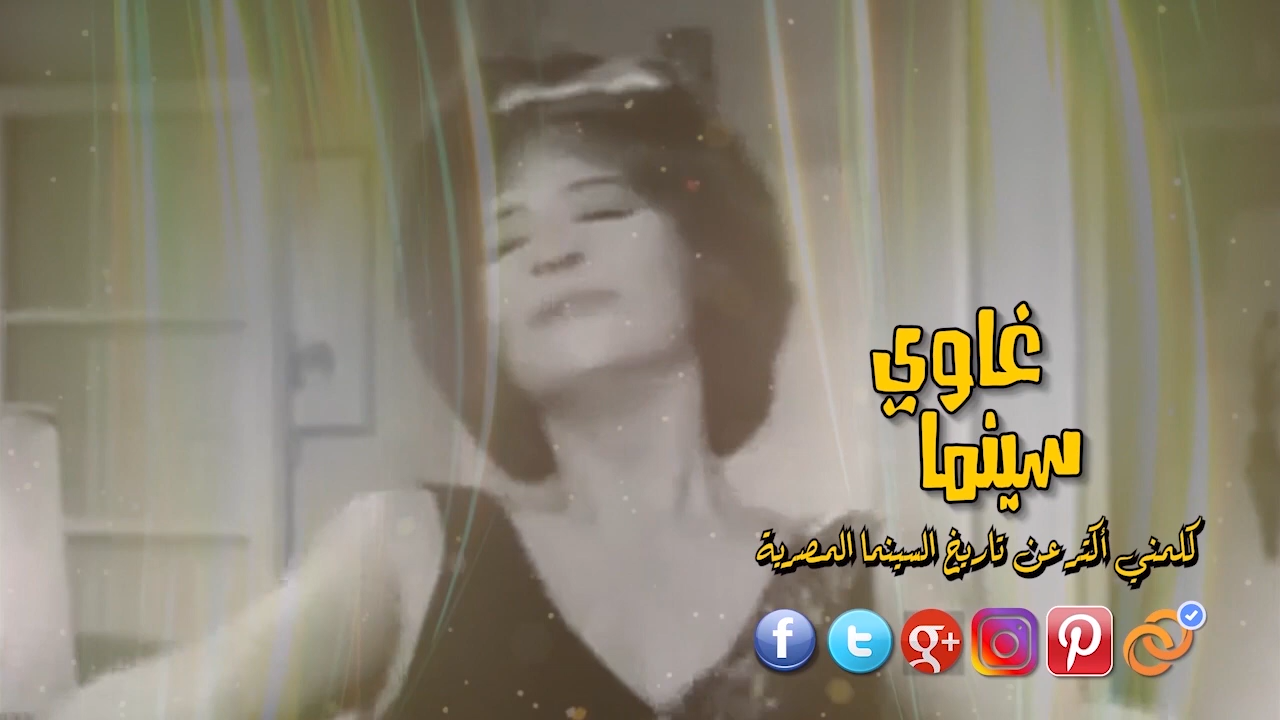 غاوي
سينما
كلمني أكتر عن تاريخ السينما المصرية
f t g+